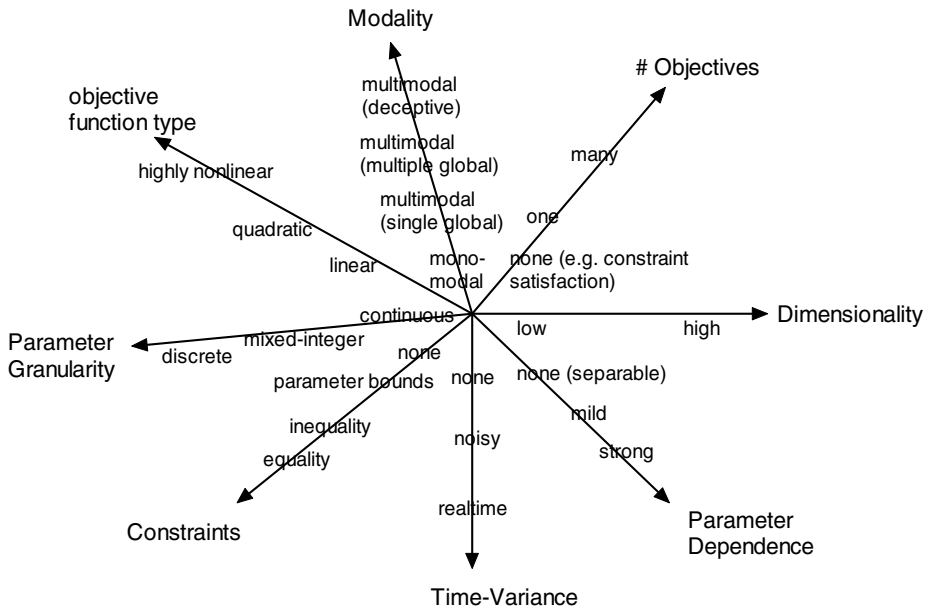 Modality
# Objectives
objective
function type
multimodal
(deceptive)
highly nonlinear
multimodal
(multiple global)
many
quadratic
multimodal
(single global)
one
linear
mono-
modal
none (e.g. constraint
satisfaction)
continuous
Dimensionality
low
high
Parameter
Granularity
mixed-integer
discrete
none
parameter bounds
none
none (separable)
inequality
equality
noisy
mild
strong
realtime
Constraints
Parameter
Dependence
Time-Variance